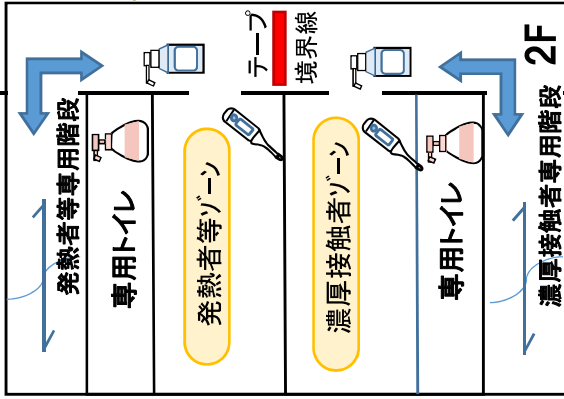 2F
テープ
境界線
発熱者等専用階段
専用トイレ
発熱者等ゾーン
濃厚接触者ゾーン
専用トイレ
濃厚接触者専用階段